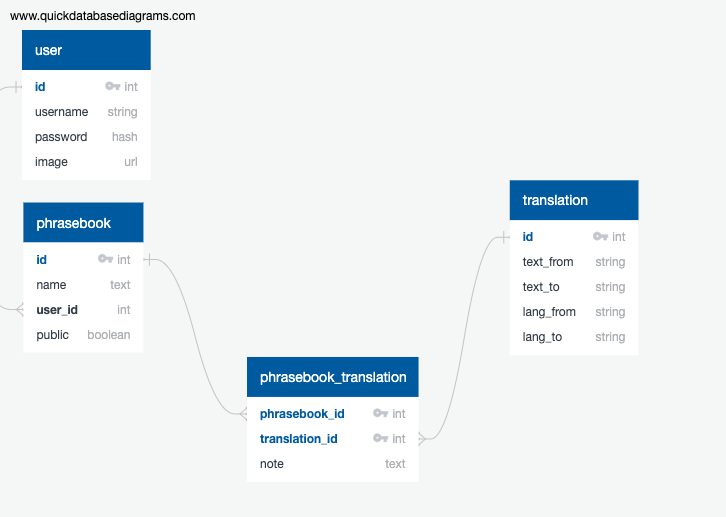 www.quickdatabasediagrams.com
user
id int
username string
password hash
image url
phrasebook
id int
name text
user_id int
public boolean
translation
id int
text_from string
text_to string
lang_from string
lang_to string
phrasebook_translation
phrasebook_id int
translation_id int
note text